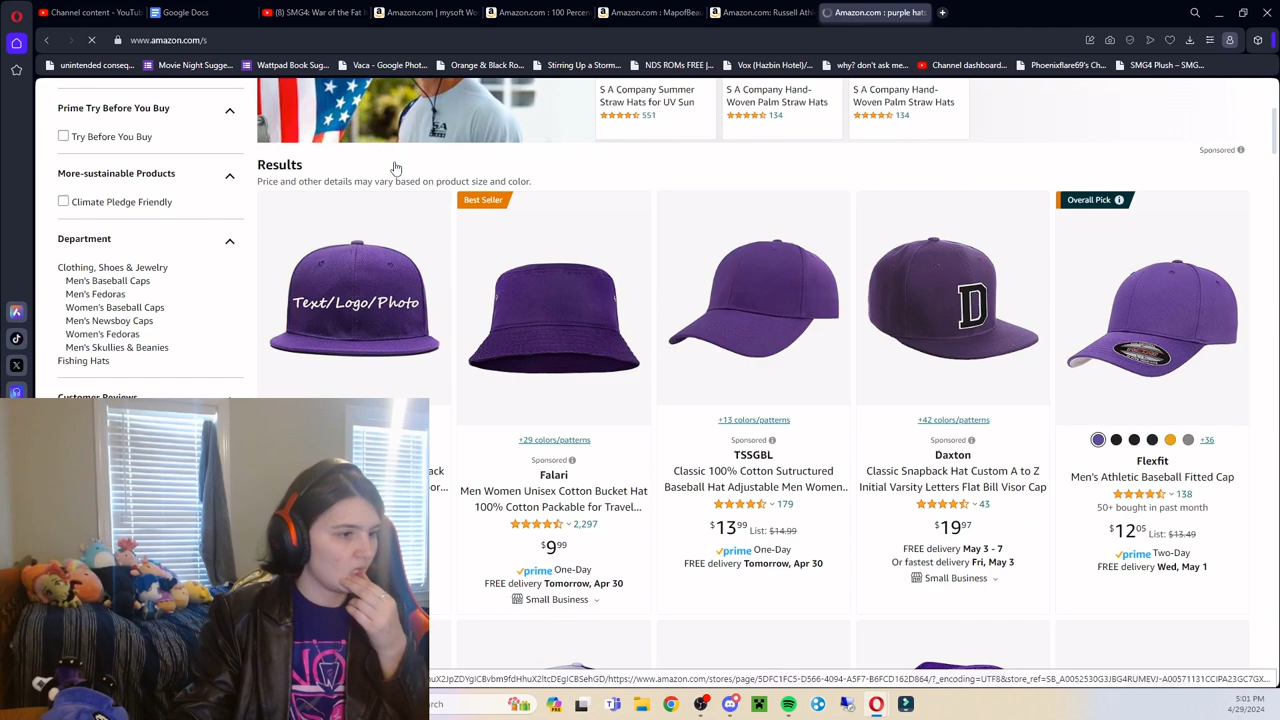 Channel content - YouTub
Google Docs
(8) SMG4: War of the Fat I
Amazon.com | mysoft
Amazon.com : 100 Percen
Amazon.com : MapofBea
Amazon.com: Russell Ath
Amazon.com : purple hats
www.amazon.com/s
unintended conseq...
Movie Night Sugge...
Wattpad Book Sug...
Vaca - Google Phot...
Orange & Black Ro...
Stirring Up a Storm...
NDS ROMs FREE |...
Vox (Hazbin Hotel)/...
why? don't ask me...
Channel dashboard...
Phoenixflare69's Ch...
SMG4 Plush – SMG...
Prime Try Before You Buy
Try Before You Buy
More-sustainable Products
Climate Pledge Friendly
Department
Clothing, Shoes & Jewelry
Men's Baseball Caps
Men's Fedoras
Women's Baseball Caps
Men's Newsboy Caps
Women's Fedoras
Men's Skullies & Beanies
Fishing Hats
Customer Reviews
S A Company Summer
Straw Hats for UV Sun
551
S A Company Hand-
Woven Palm Straw Hats
134
S A Company Hand-
Woven Palm Straw Hats
134
Sponsored
Results
Price and other details may vary based on product size and color.
Text/Logo/Photo
Best Seller
+29 colors/patterns
Sponsored
Falari
Men Women Unisex Cotton Bucket Hat
100% Cotton Packable for Travel...
2,297
$9.99
prime One-Day
FREE delivery Tomorrow, Apr 30
Small Business
+13 colors/patterns
Sponsored
TSSGBL
Classic 100% Cotton Sutructured
Baseball Hat Adjustable Men Women...
179
$13.99 List: $14.99
prime One-Day
FREE delivery Tomorrow, Apr 30
D
+42 colors/patterns
Sponsored
Daxton
Classic Snapback Hat Custom A to Z
Initial Varsity Letters Flat Bill Visor Cap
43
$19.97
FREE delivery May 3 - 7
Or fastest delivery Fri, May 3
Small Business
Overall Pick
+36
Flexfit
Men's Athletic Baseball Fitted Cap
138
50+ bought in past month
$12.05 List: $13.49
prime Two-Day
FREE delivery Wed, May 1
5:01 PM
4/29/2024